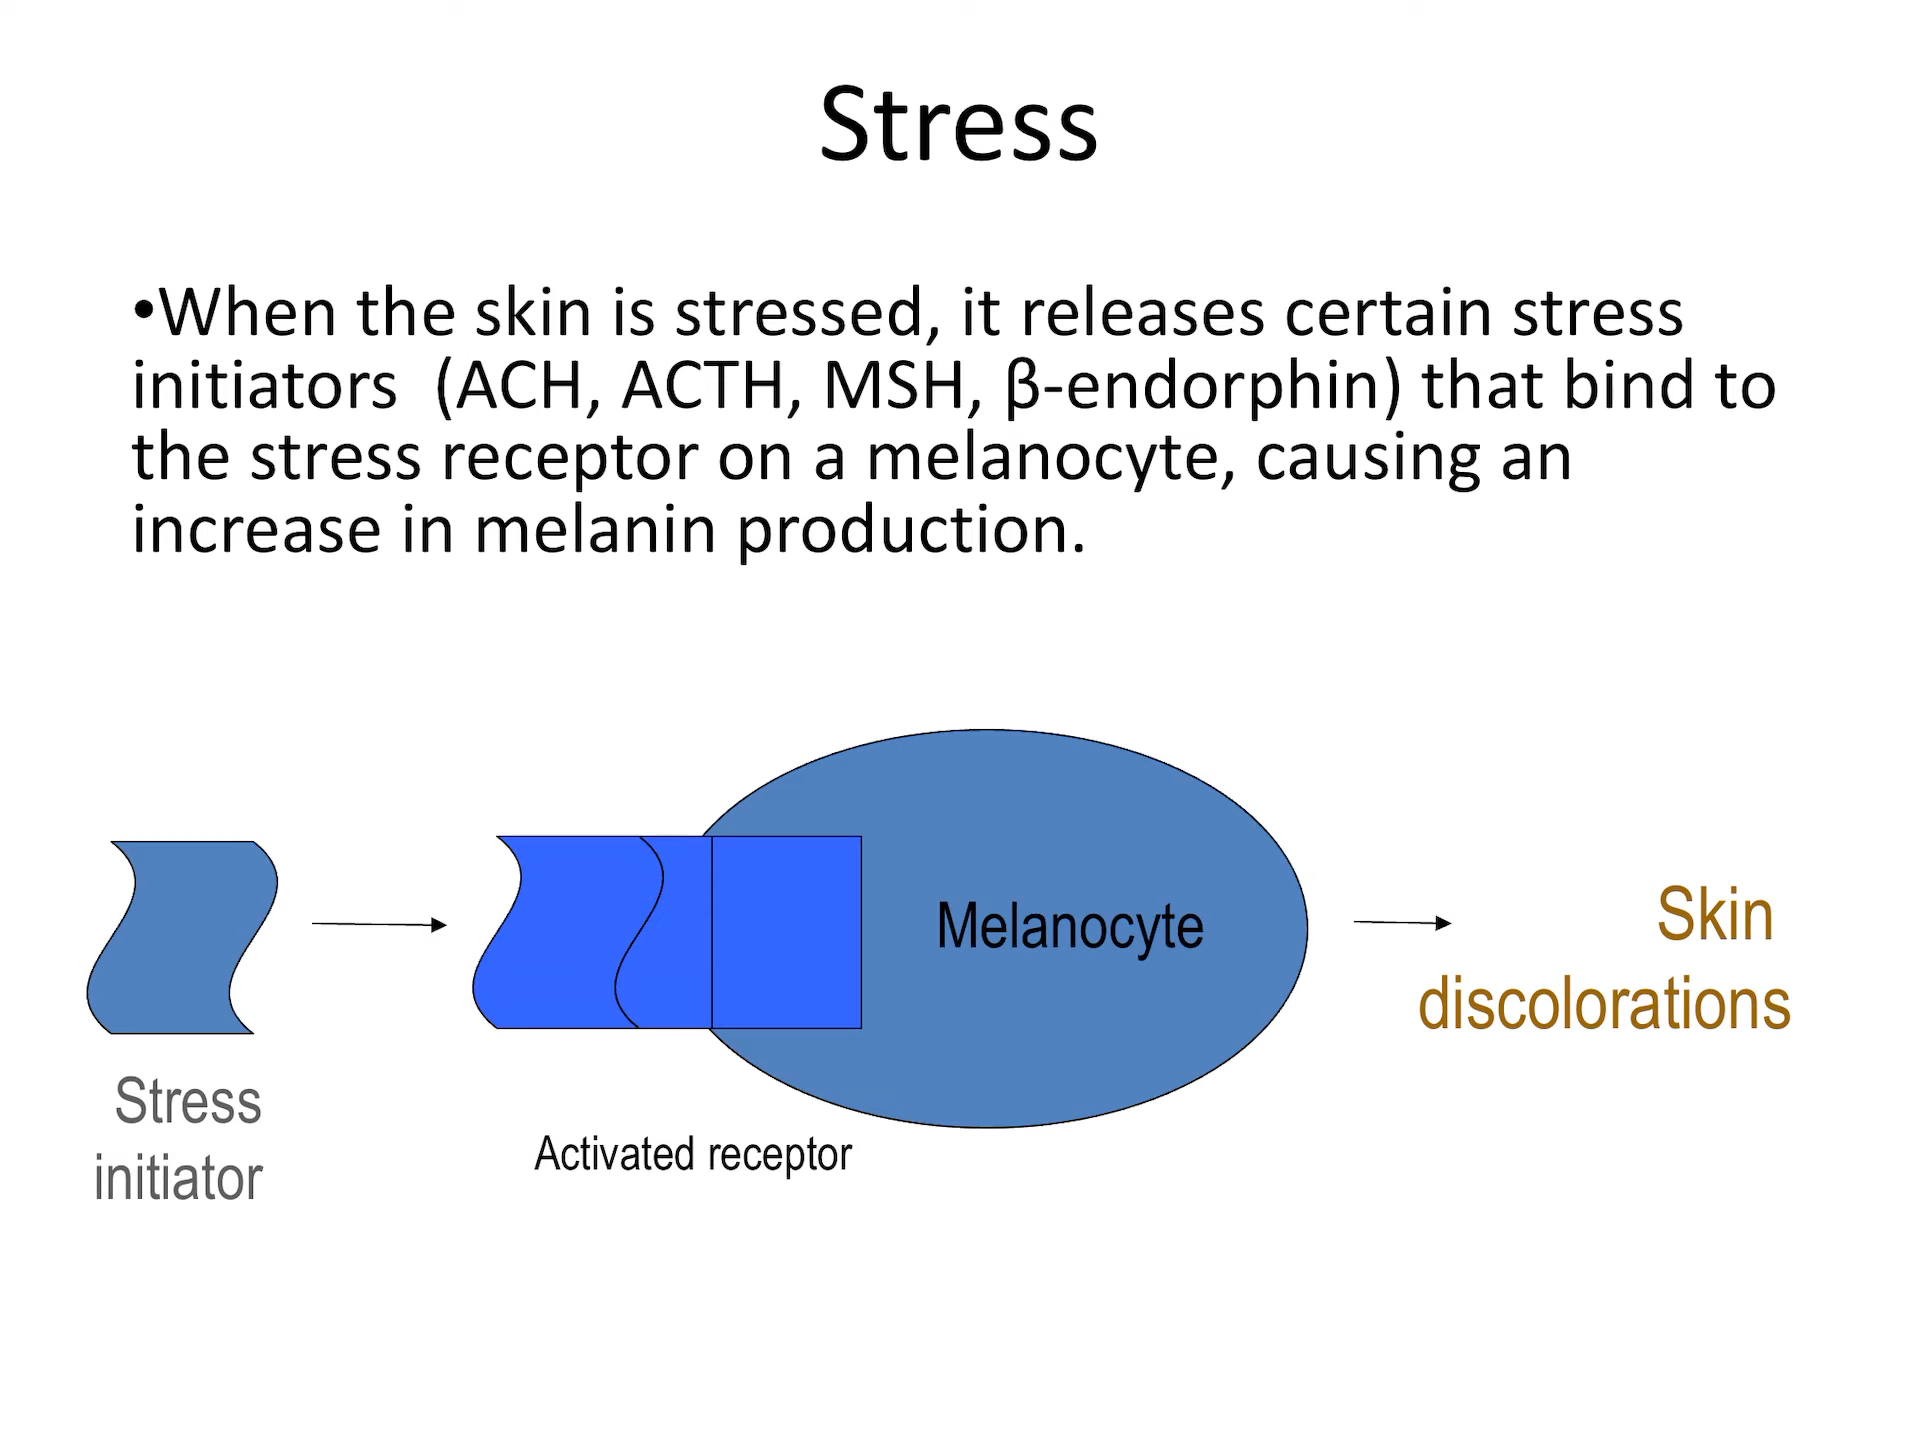 Stress
•When the skin is stressed, it releases certain stress
initiators  (ACH, ACTH, MSH, β-endorphin) that bind to
the stress receptor on a melanocyte, causing an
increase in melanin production.
Melanocyte
Skin
discolorations
Stress
initiator
Activated receptor